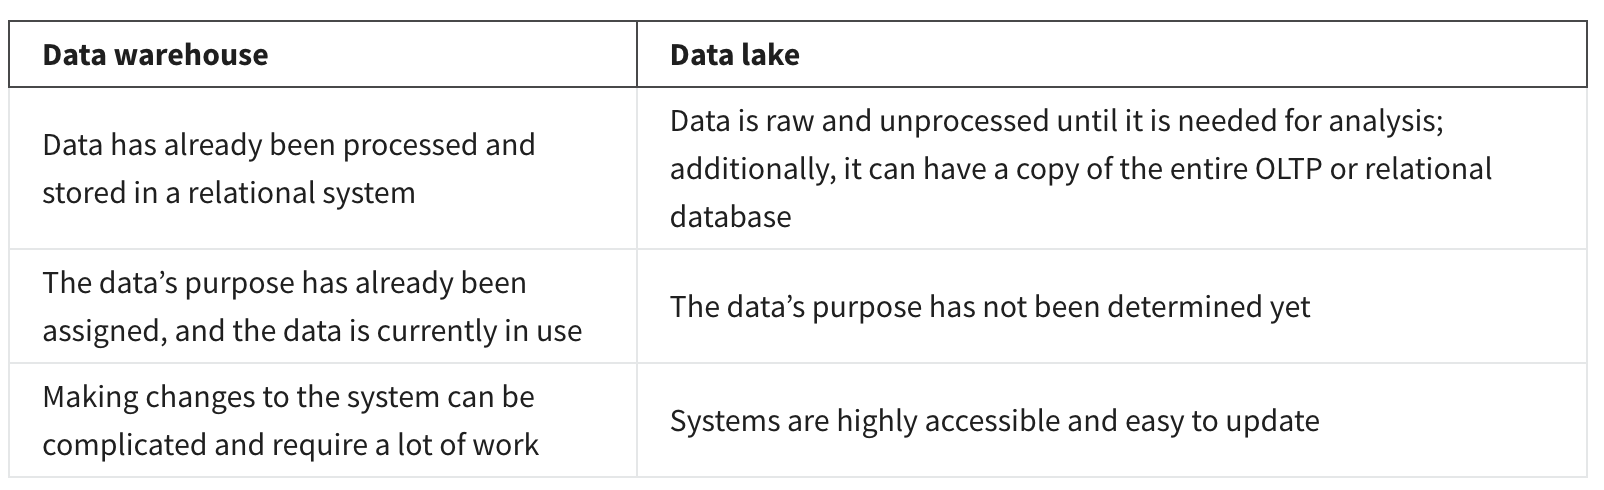 Data warehouse
Data lake
Data has already been processed and
stored in a relational system
Data is raw and unprocessed until it is needed for analysis;
additionally, it can have a copy of the entire OLTP or relational
database
The data’s purpose has already been
assigned, and the data is currently in use
The data’s purpose has not been determined yet
Making changes to the system can be
complicated and require a lot of work
Systems are highly accessible and easy to update